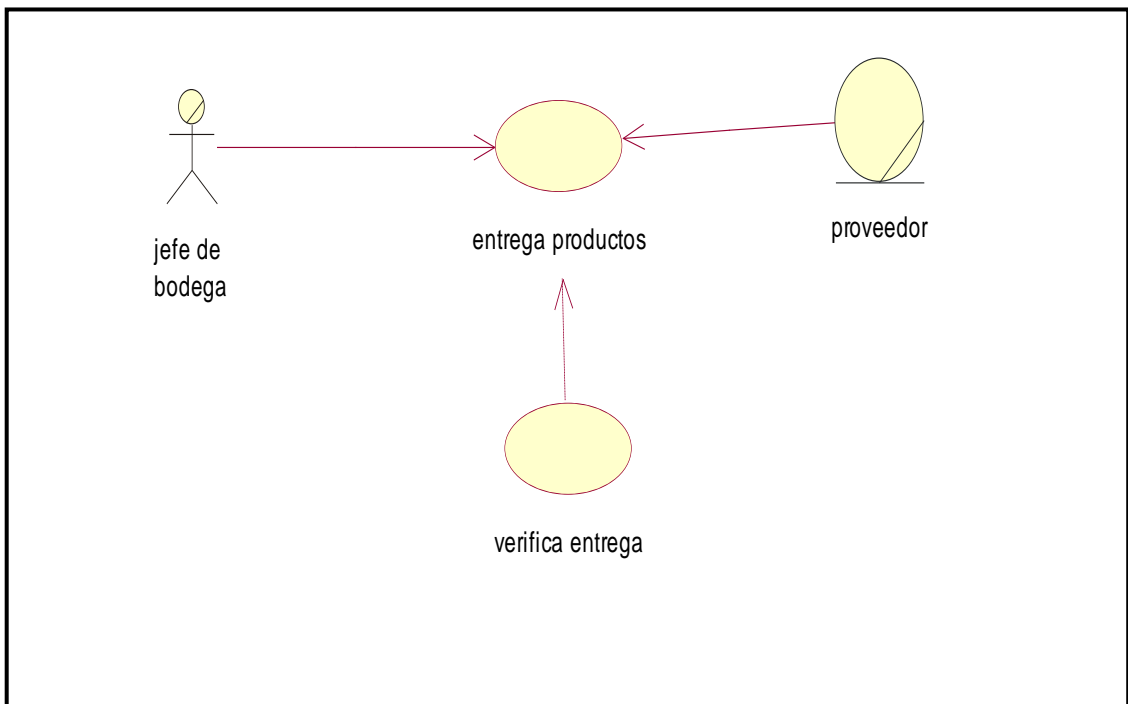 jefe de
bodega
entrega productos
proveedor
verifica entrega